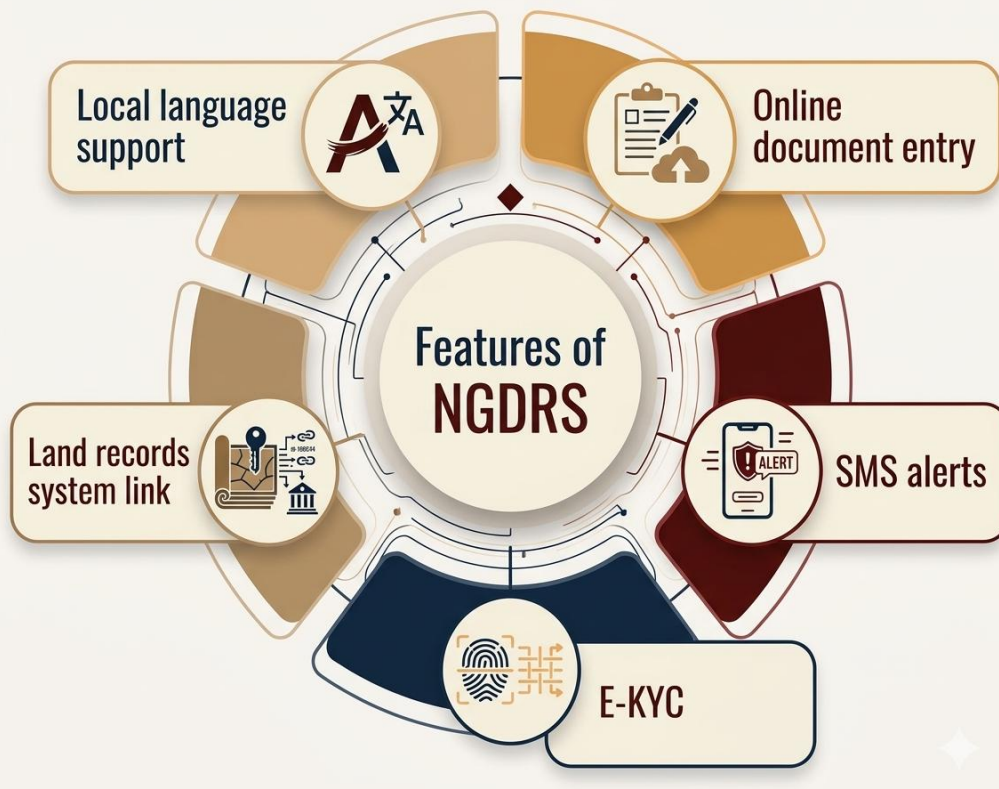 Local language
support
Online
document entry
Features of
NGDRS
Land records
system link
ALERT
SMS alerts
E-KYC